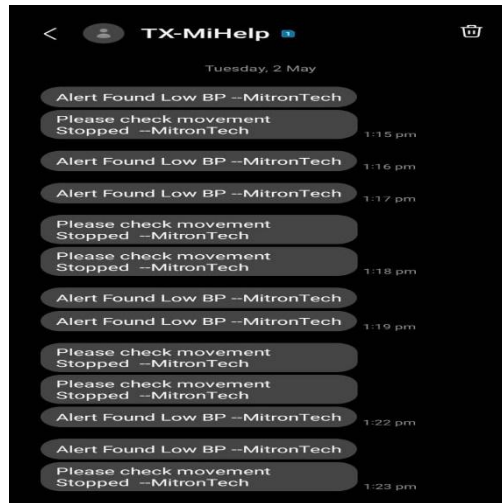 TX-MiHelp 1
Tuesday, 2 May
Alert Found Low BP --MitronTech
Please check movement
Stopped --MitronTech
1:15 pm
Alert Found Low BP --MitronTech
1:16 pm
Alert Found Low BP --MitronTech
1:17 pm
Please check movement
Stopped --MitronTech
Please check movement
Stopped --MitronTech
1:18 pm
Alert Found Low BP --MitronTech
Alert Found Low BP --MitronTech
1:19 pm
Please check movement
Stopped --MitronTech
Please check movement
Stopped --MitronTech
Alert Found Low BP --MitronTech
1:22 pm
Alert Found Low BP --MitronTech
Please check movement
Stopped --MitronTech
1:23 pm